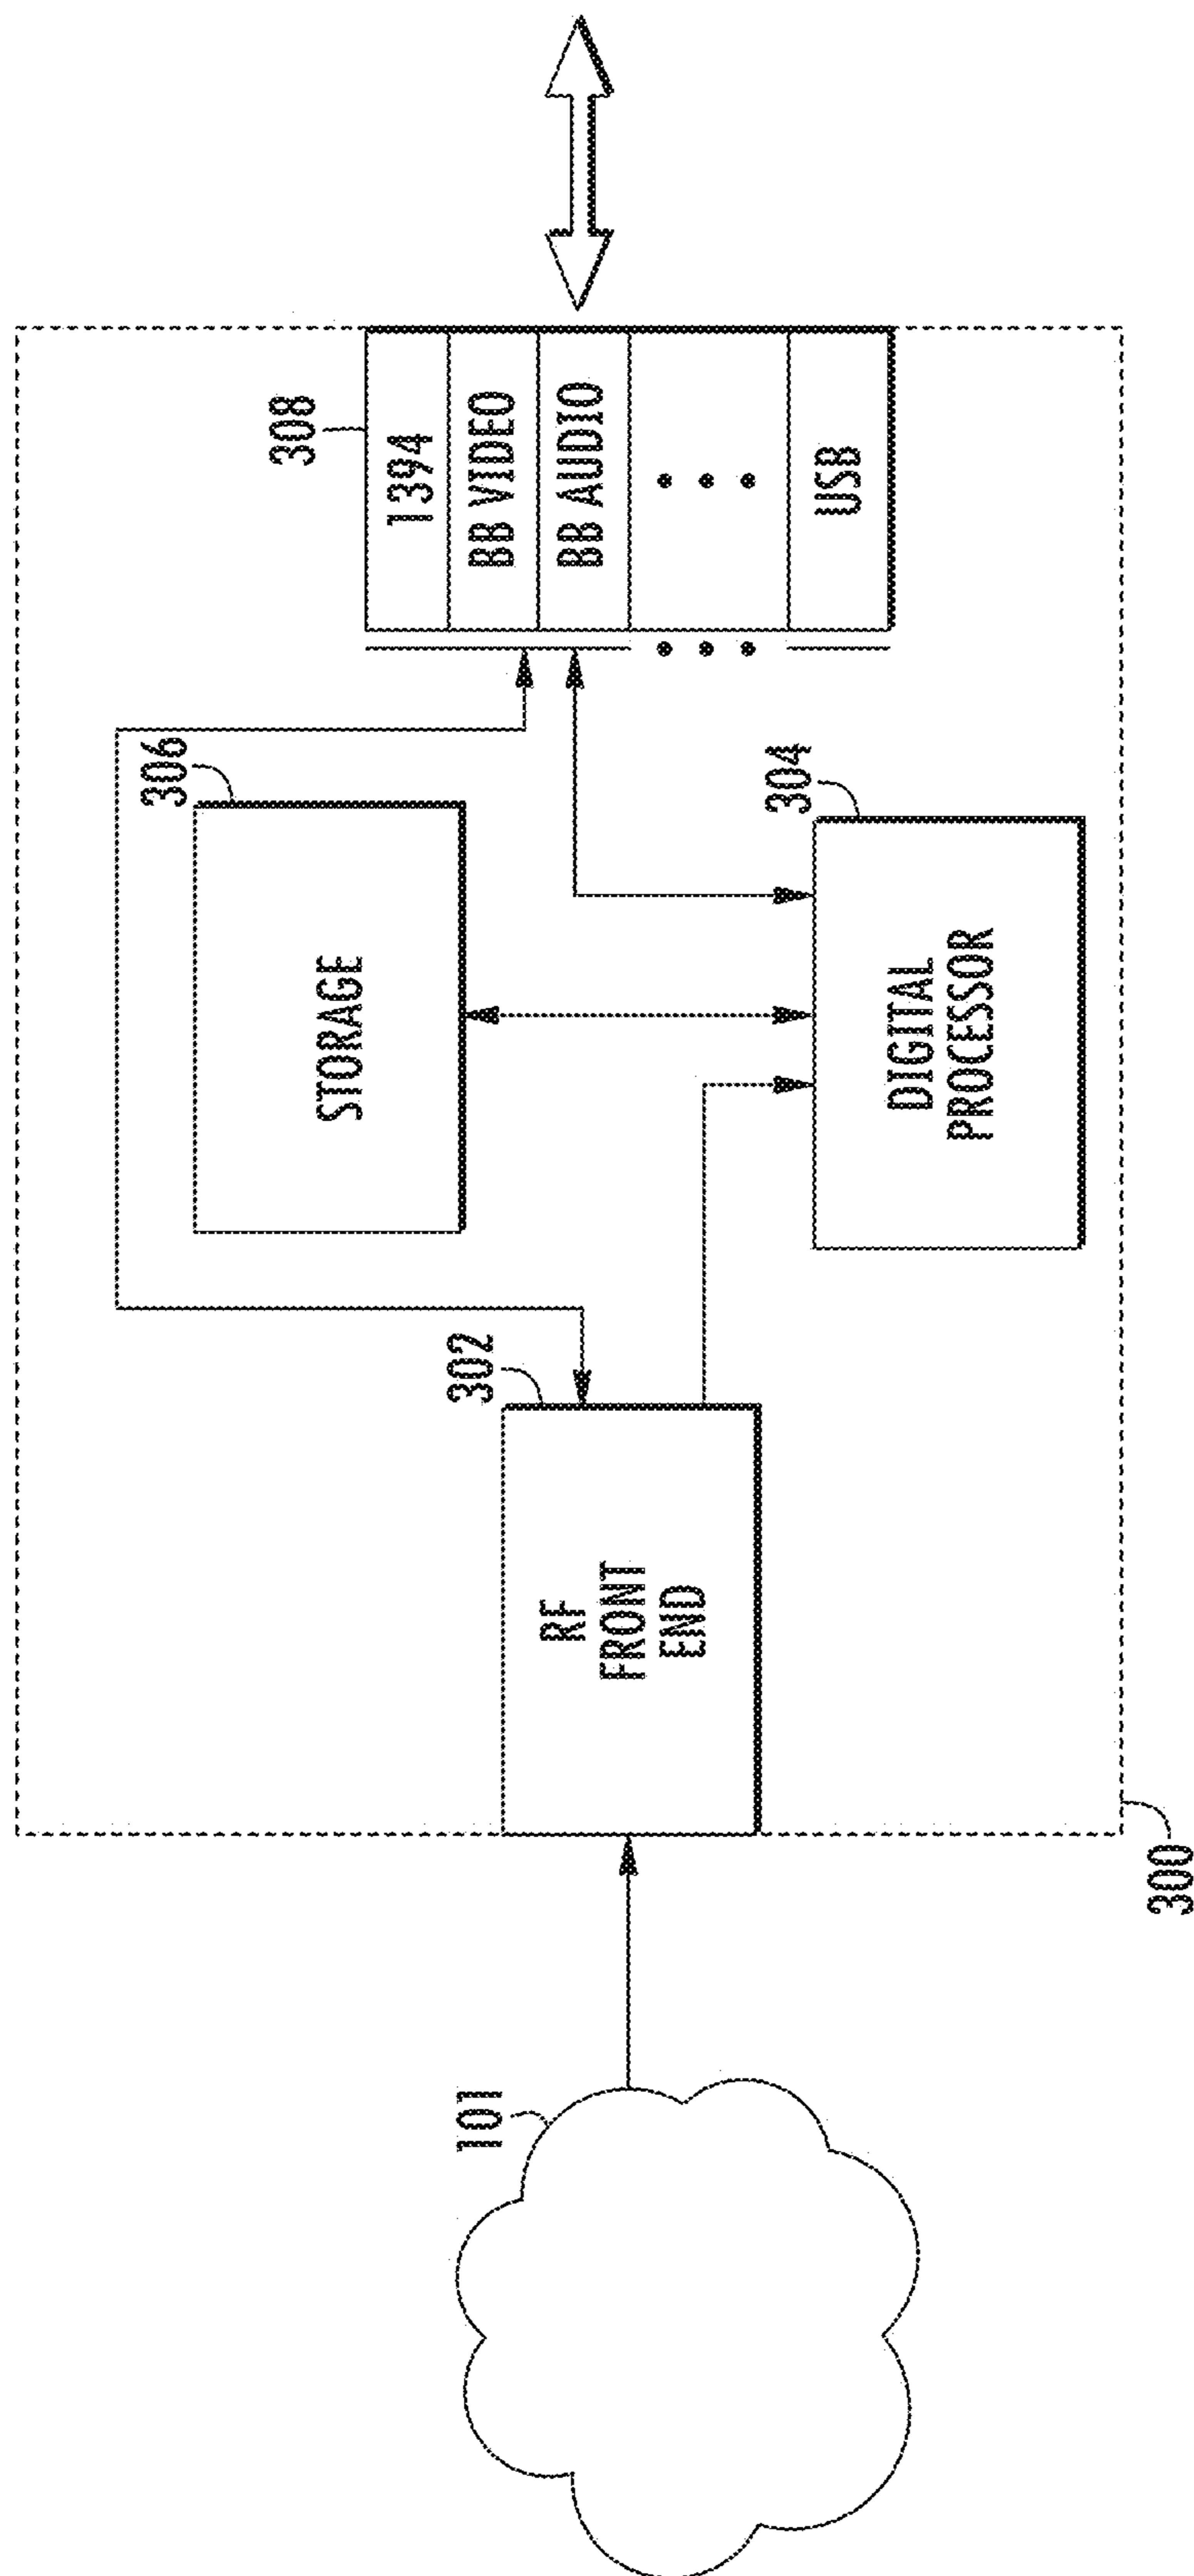 306
STORAGE
308
1394
BB VIDEO
BB AUDIO
USB
101
302
RF
FRONT
END
304
DIGITAL
PROCESSOR
300